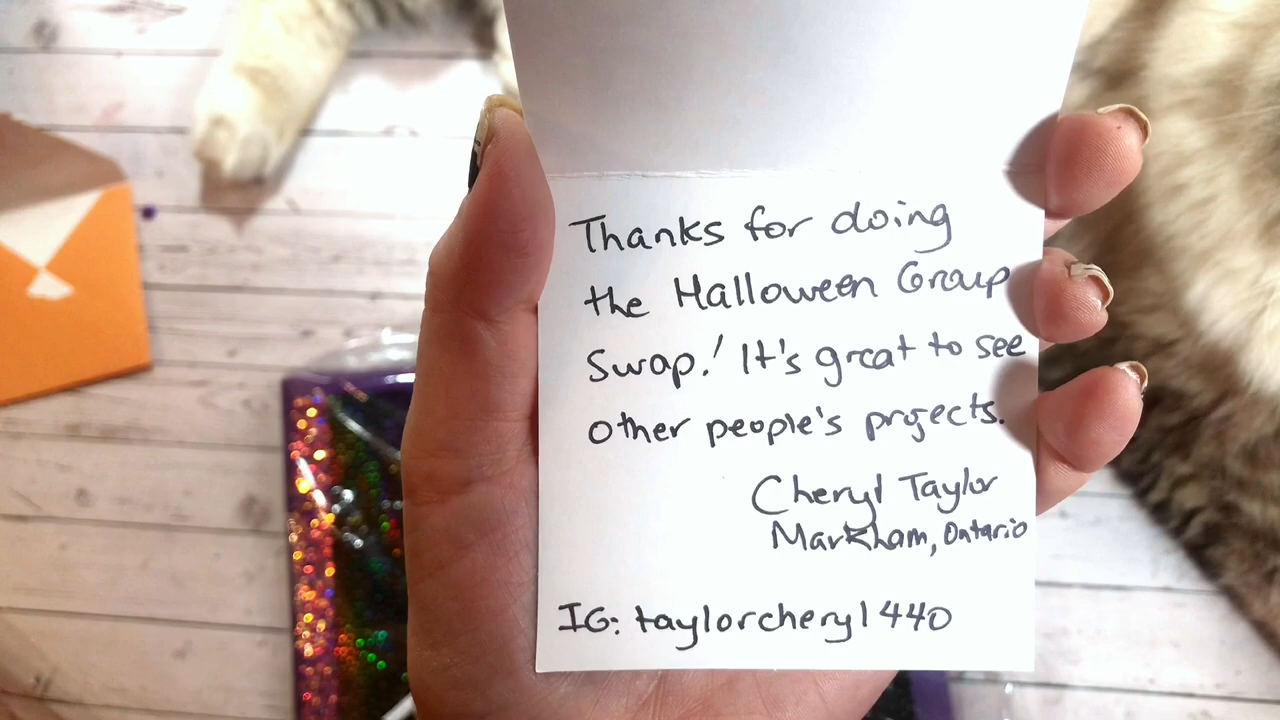 Thanks for doing
the Halloween Group
Swap! It's great to see
other people's projects.
Cheryl Taylor
Markham, Ontario
IG: taylorcheryl440